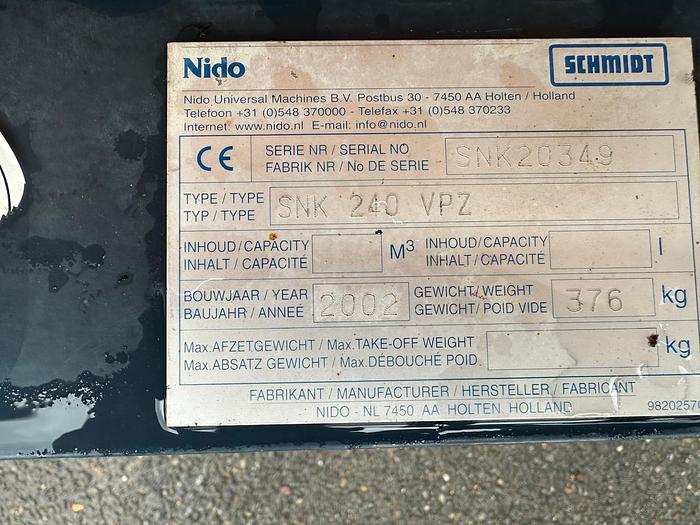 Nido SCHMIDT
Nido Universal Machines B.V. Postbus 30 - 7450 AA Holten / Holland
Telefoon +31 (0)548 370000 - Telefax +31 (0)548 370233
Internet: www.nido.nl E-mail: info@nido.nl
CE
SERIE NR / SERIAL NO
FABRIK NR / No DE SERIE
SNK20349
TYPE / TYPE
TYP / TYPE
SNK 240 VPZ
INHOUD / CAPACITY
INHALT / CAPACITÉ
M³
INHOUD / CAPACITY
INHALT / CAPACITÉ
l
BOUWJAAR / YEAR
BAUJAHR / ANNEÉ
2002
GEWICHT / WEIGHT
GEWICHT / POID VIDE
376
kg
Max. AFZETGEWICHT / Max. TAKE-OFF WEIGHT
Max. ABSATZ GEWICHT / Max. DÉBOUCHÉ POID
kg
FABRIKANT / MANUFACTURER / HERSTELLER / FABRICANT
NIDO - NL 7450 AA HOLTEN HOLLAND
98202570